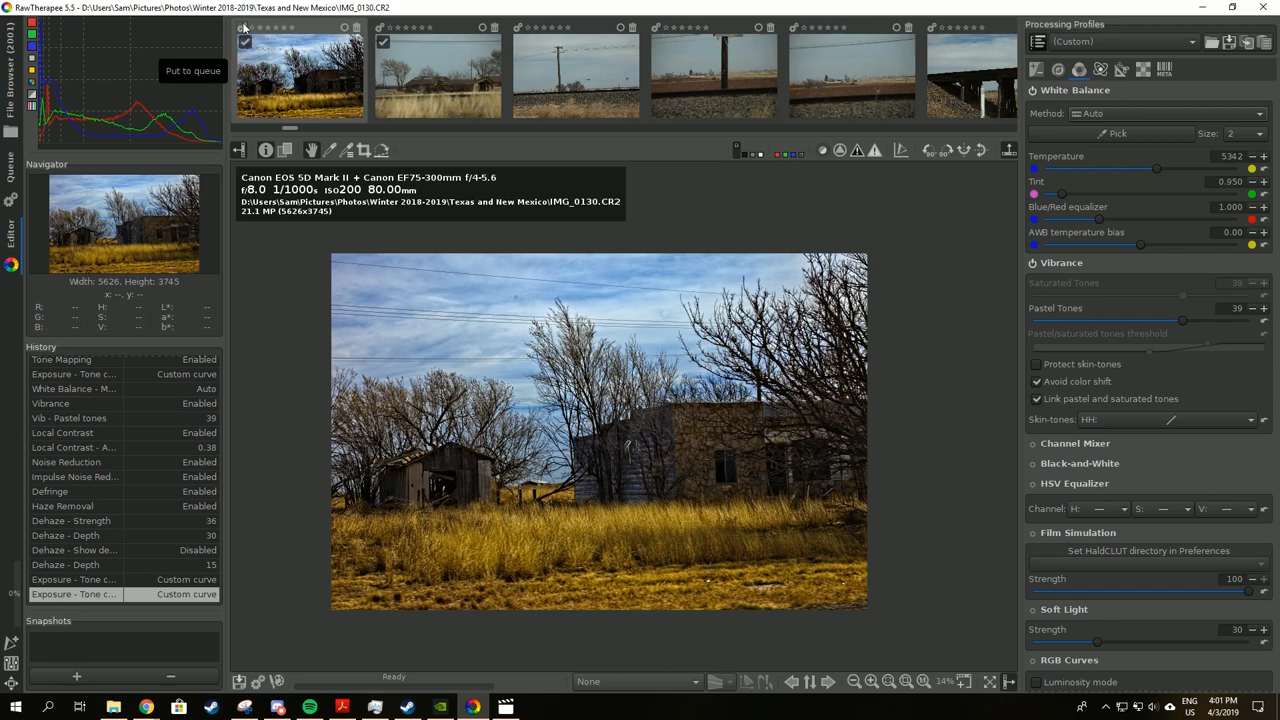 RawTherapee 5.5 - D:\Users\Sam\Pictures\Photos\Winter 2018-2019\Texas and New Mexico\IMG_0130.CR2
File Browser (2001)
Queue
Editor
0%
Put to queue
Navigator
Width: 5626, Height: 3745
x: --, y: --
R: -- H: -- L*: --
G: -- S: -- a*: --
B: -- V: -- b*: --
History
Tone Mapping Enabled
Exposure - Tone c... Custom curve
White Balance - M... Auto
Vibrance Enabled
Vib - Pastel tones 39
Local Contrast Enabled
Local Contrast - A... 0.38
Noise Reduction Enabled
Impulse Noise Red... Enabled
Defringe Enabled
Haze Removal Enabled
Dehaze - Strength 36
Dehaze - Depth 30
Dehaze - Show de... Disabled
Dehaze - Depth 15
Exposure - Tone c... Custom curve
Exposure - Tone c... Custom curve
Snapshots
Canon EOS 5D Mark II + Canon EF75-300mm f/4-5.6
f/8.0 1/1000s ISO200 80.00mm
D:\Users\Sam\Pictures\Photos\Winter 2018-2019\Texas and New Mexico\IMG_0130.CR2
21.1 MP (5626x3745)
90° 90°
Ready
None
14%
Processing Profiles
(Custom)
RAW
META
White Balance
Method: Auto
Pick Size: 2
Temperature 5342
Tint 0.950
Blue/Red equalizer 1.000
AWB temperature bias 0.00
Vibrance
Saturated Tones 39
Pastel Tones 39
Pastel/saturated tones threshold
Protect skin-tones
Avoid color shift
Link pastel and saturated tones
Skin-tones: HH:
Channel Mixer
Black-and-White
HSV Equalizer
Channel: H: S: V:
Film Simulation
Set HaldCLUT directory in Preferences
Strength 100
Soft Light
Strength 30
RGB Curves
Luminosity mode
ENG 4:01 PM
US 4/3/2019